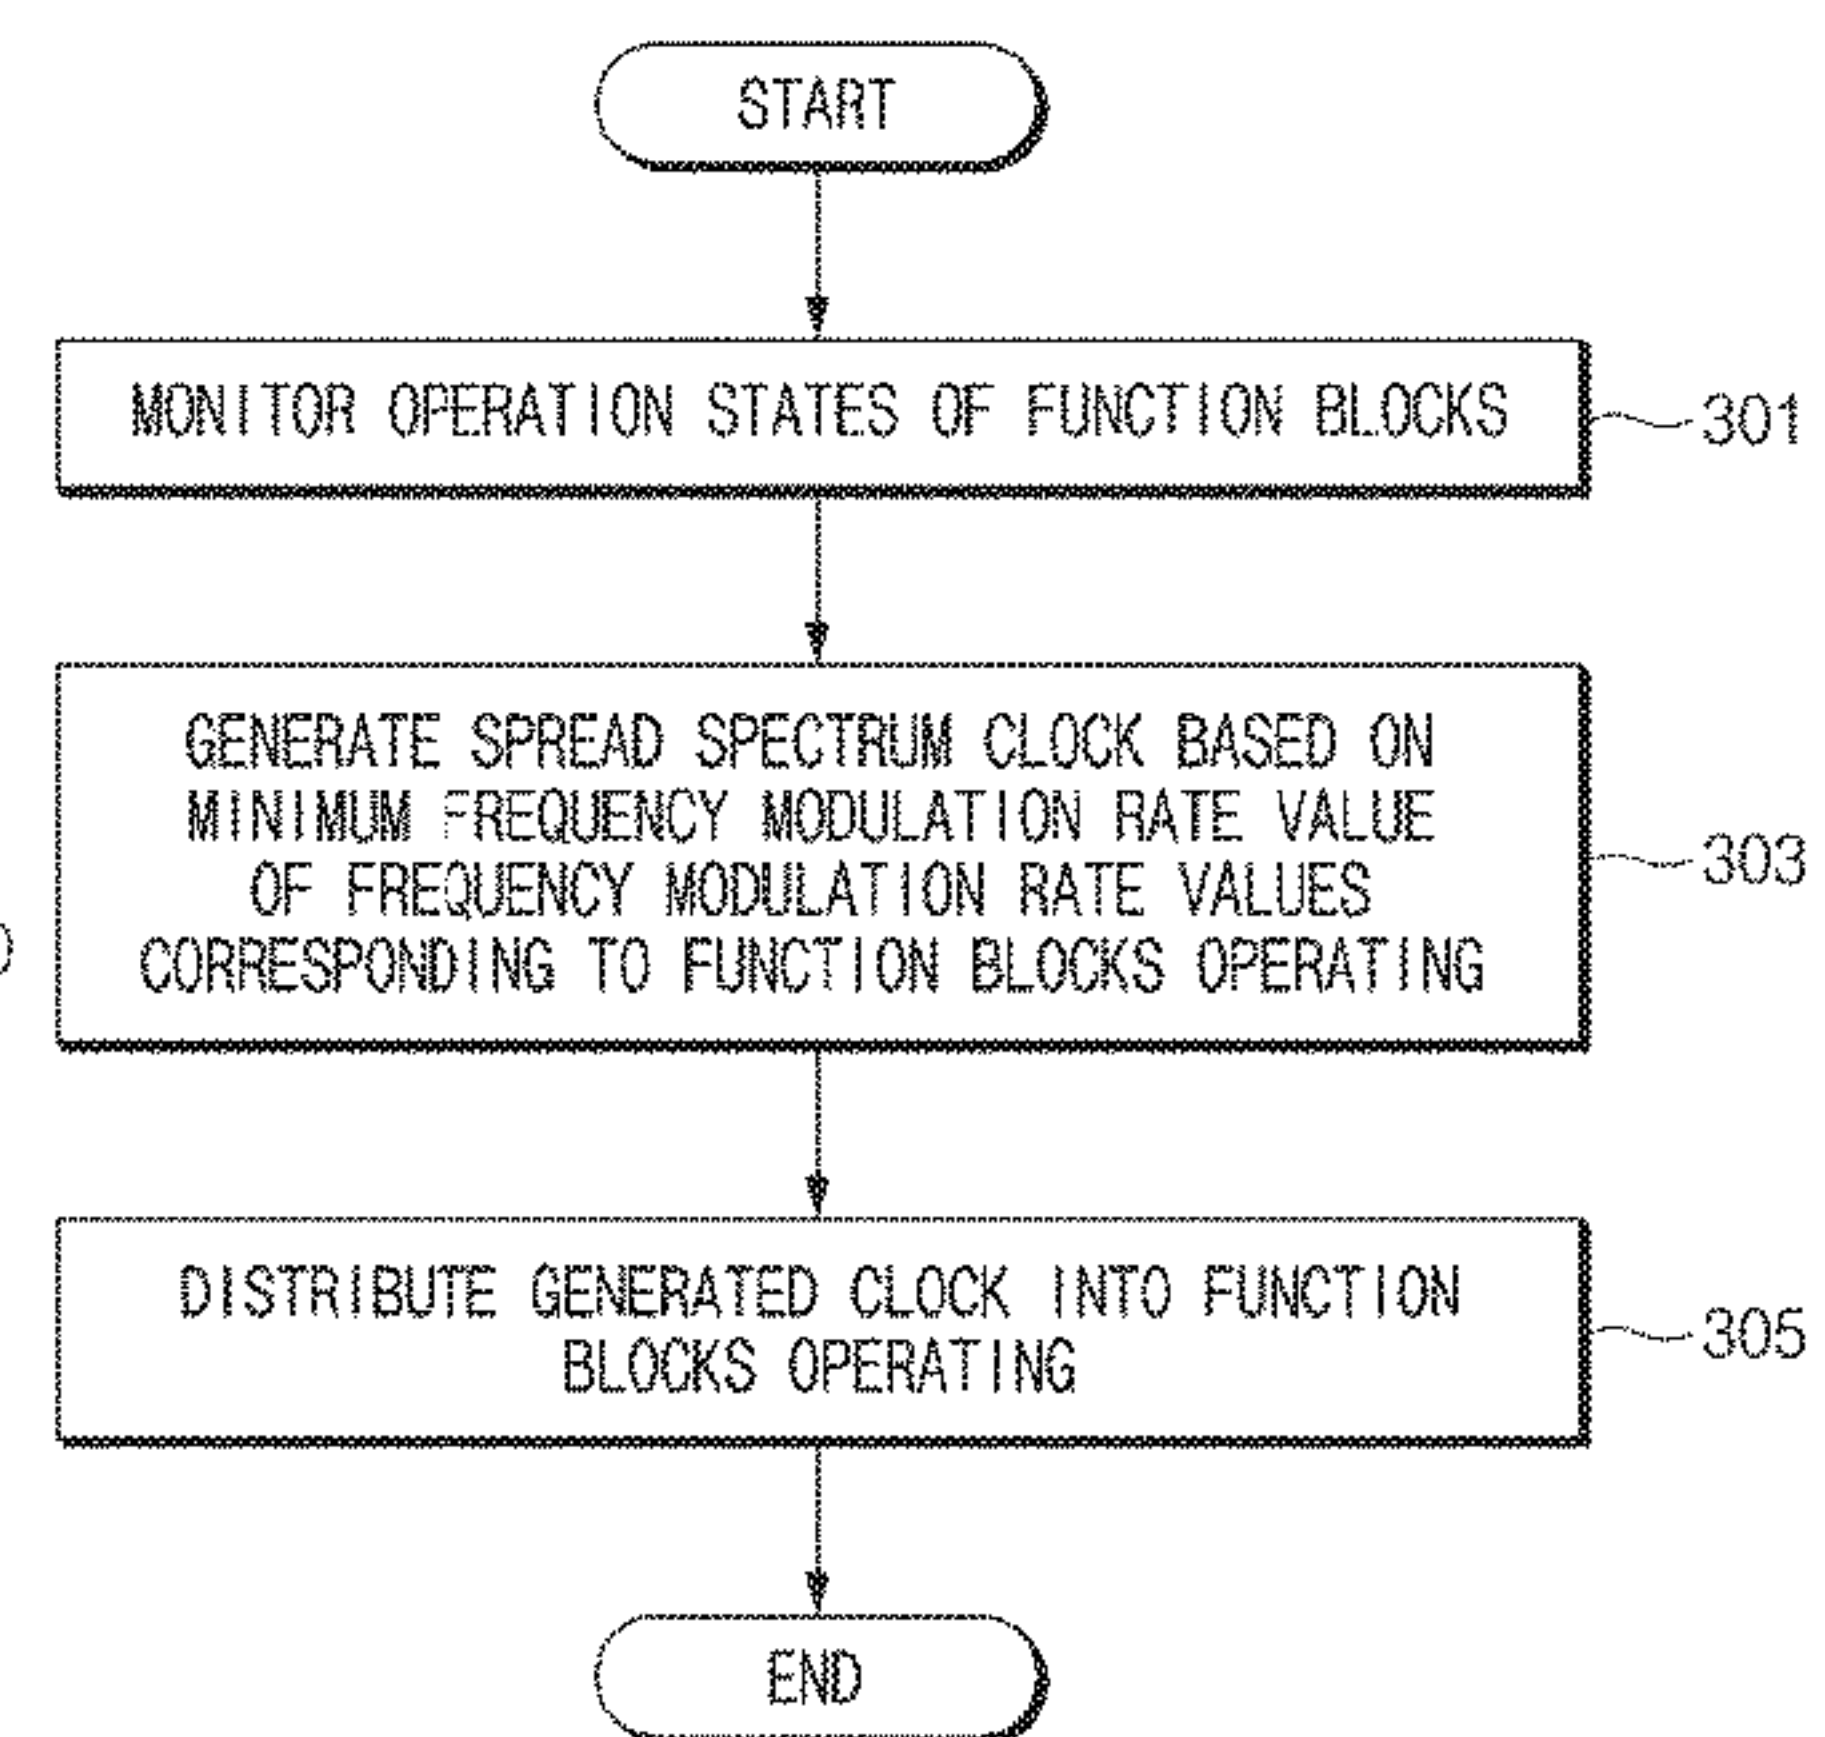 START
MONITOR OPERATION STATES OF FUNCTION BLOCKS
301
GENERATE SPREAD SPECTRUM CLOCK BASED ON
MINIMUM FREQUENCY MODULATION RATE VALUE
OF FREQUENCY MODULATION RATE VALUES
CORRESPONDING TO FUNCTION BLOCKS OPERATING
303
DISTRIBUTE GENERATED CLOCK INTO FUNCTION
BLOCKS OPERATING
305
END